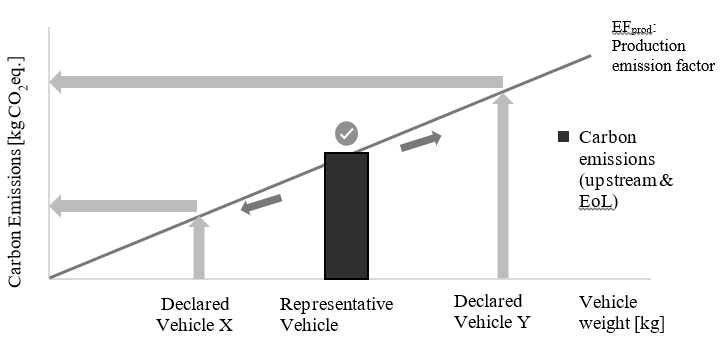 EFprod:
Production
emission factor
Carbon Emissions [kg CO2eq.]
Carbon
emissions
(upstream &
EoL)
Declared
Vehicle X
Representative
Vehicle
Declared
Vehicle Y
Vehicle
weight [kg]